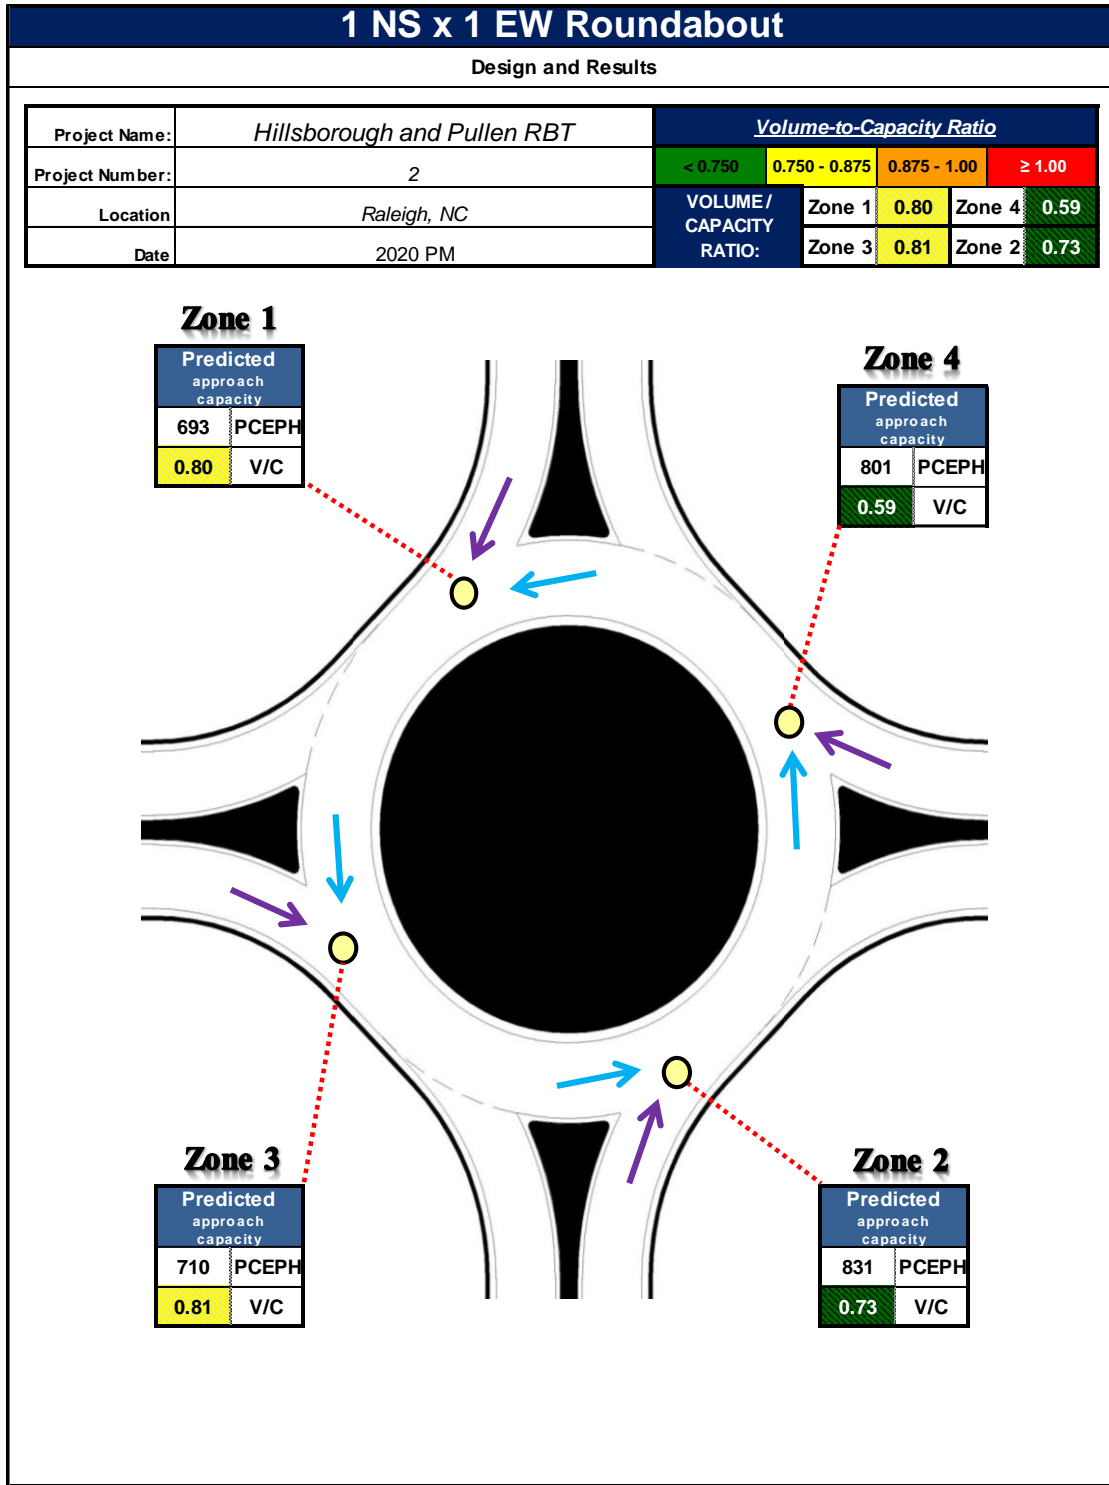 1 NS x 1 EW Roundabout
Design and Results
Project Name: Hillsborough and Pullen RBT
Project Number: 2
Location Raleigh, NC
Date 2020 PM
Volume-to-Capacity Ratio
< 0.750 0.750 - 0.875 0.875 - 1.00 ≥ 1.00
VOLUME /
CAPACITY
RATIO:
Zone 1 0.80 Zone 4 0.59
Zone 3 0.81 Zone 2 0.73
Zone 1
Predicted
approach
capacity
693 PCEPH
0.80 V/C
Zone 4
Predicted
approach
capacity
801 PCEPH
0.59 V/C
Zone 3
Predicted
approach
capacity
710 PCEPH
0.81 V/C
Zone 2
Predicted
approach
capacity
831 PCEPH
0.73 V/C